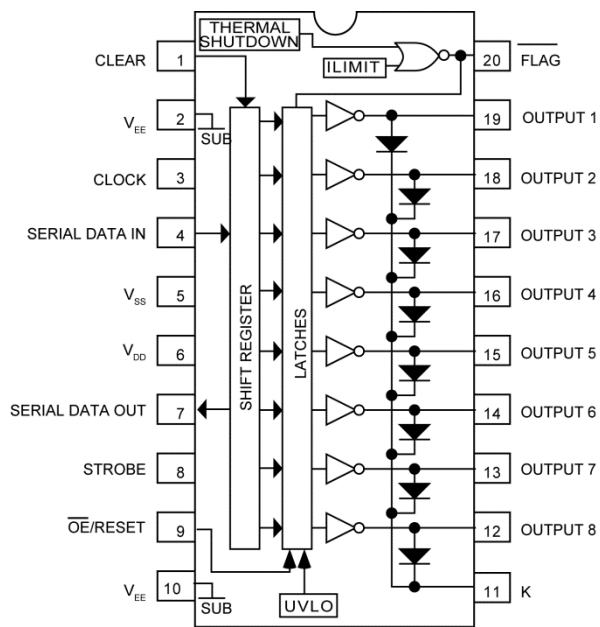 THERMAL
SHUTDOWN
ILIMIT
CLEAR 1
20 FLAG
V_EE 2
SUB
19 OUTPUT 1
CLOCK 3
18 OUTPUT 2
SERIAL DATA IN 4
17 OUTPUT 3
V_SS 5
16 OUTPUT 4
SHIFT REGISTER
LATCHES
V_DD 6
15 OUTPUT 5
SERIAL DATA OUT 7
14 OUTPUT 6
STROBE 8
13 OUTPUT 7
OE/RESET 9
12 OUTPUT 8
V_EE 10
SUB
UVLO
11 K